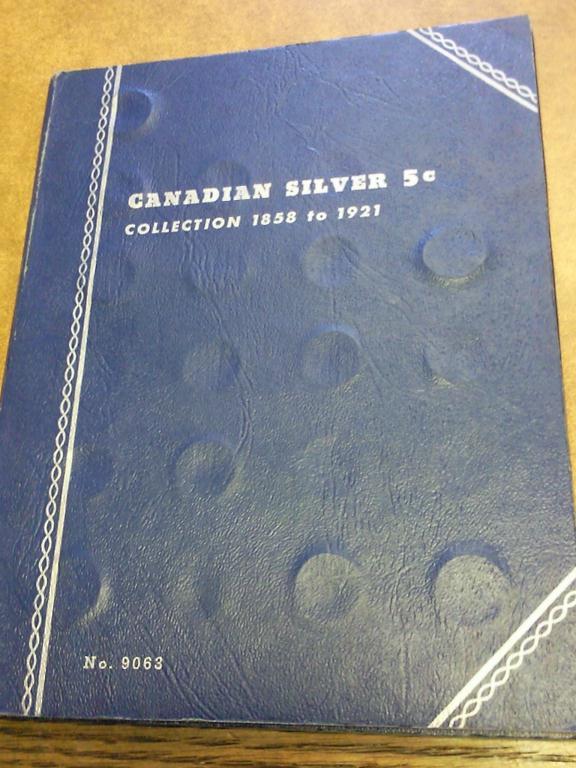 CANADIAN SILVER 5c
COLLECTION 1858 to 1921
No. 9063